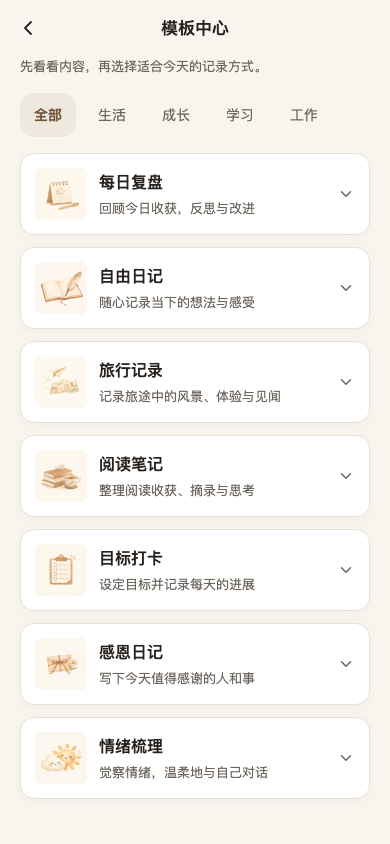 模板中心
先看看内容，再选择适合今天的记录方式。
全部 生活 成长 学习 工作
每日复盘
回顾今日收获，反思与改进
自由日记
随心记录当下的想法与感受
旅行记录
记录旅途中的风景、体验与见闻
阅读笔记
整理阅读收获、摘录与思考
目标打卡
设定目标并记录每天的进展
感恩日记
写下今天值得感谢的人和事
情绪梳理
觉察情绪，温柔地与自己对话